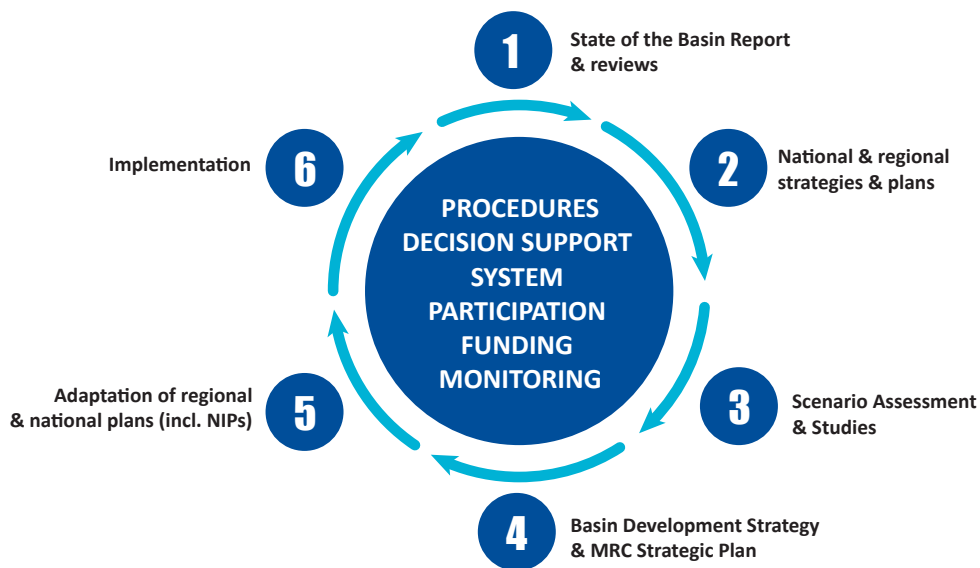 1
State of the Basin Report
& reviews
2
National & regional
strategies & plans
3
Scenario Assessment
& Studies
4
Basin Development Strategy
& MRC Strategic Plan
5
Adaptation of regional
& national plans (incl. NIPs)
6
Implementation
PROCEDURES
DECISION SUPPORT
SYSTEM
PARTICIPATION
FUNDING
MONITORING